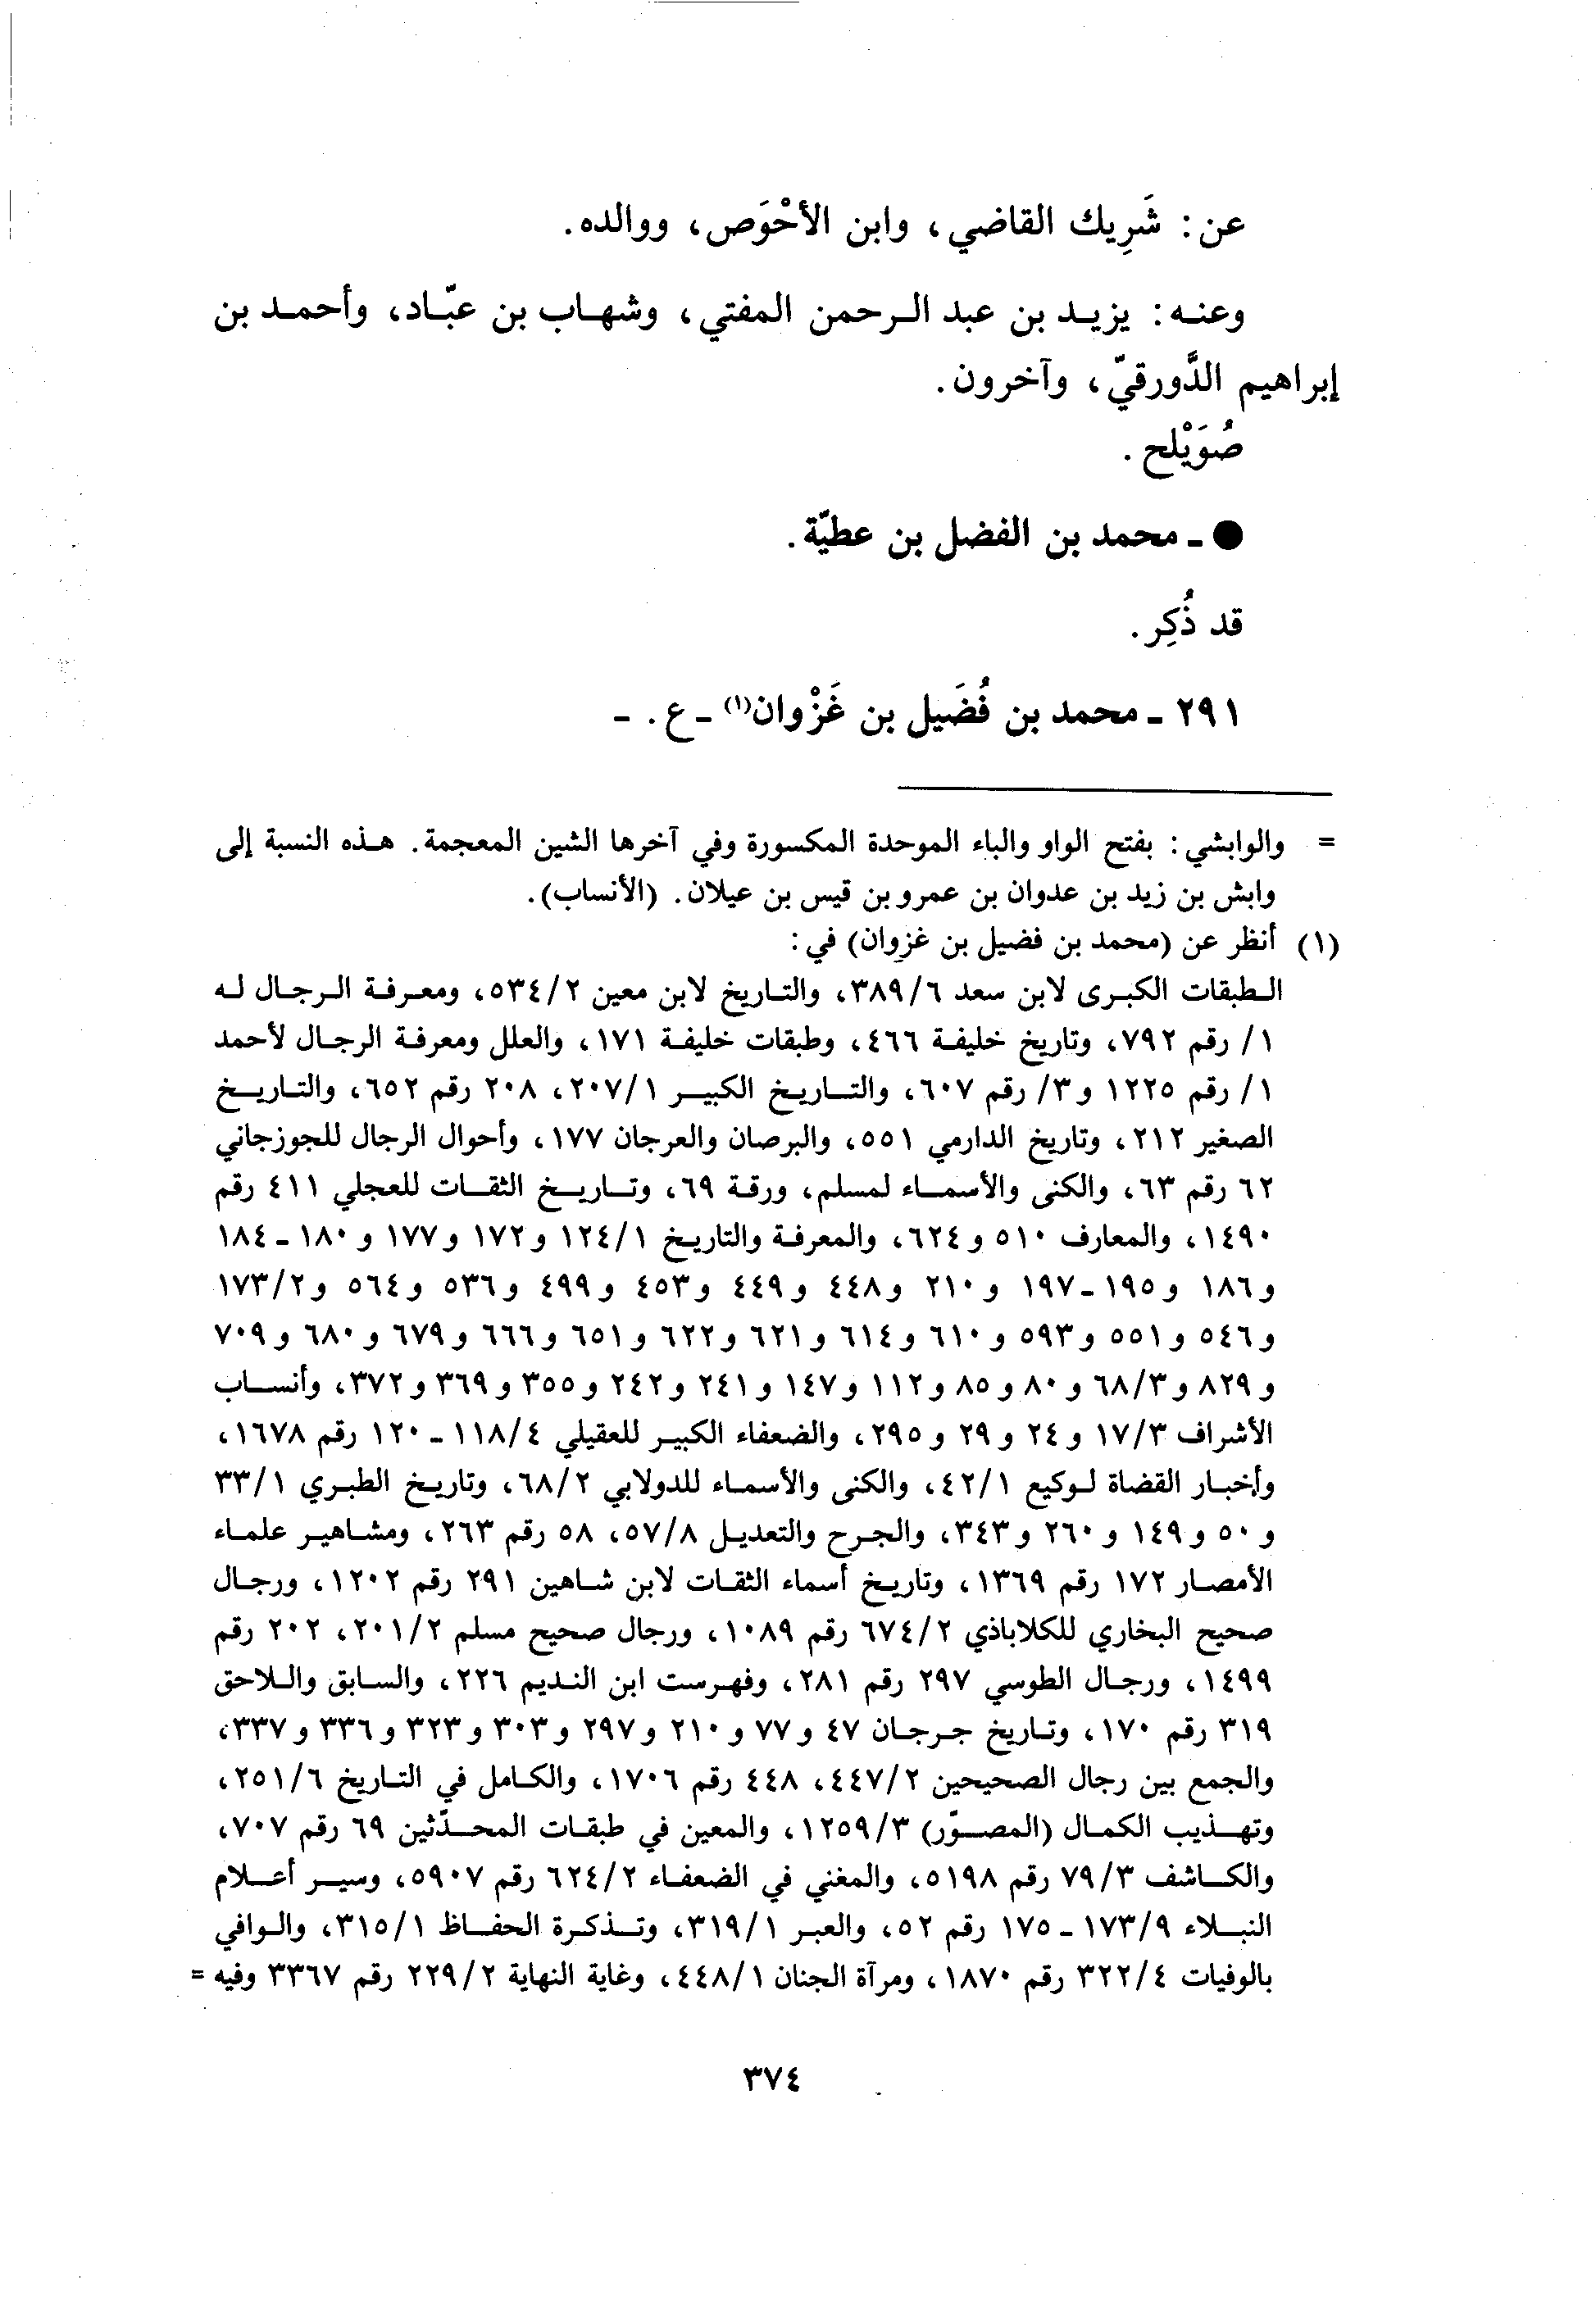 عن: شَرِيك القاضي، وابن الأحْوَص، ووالده.
وعنه: يزيد بن عبد الرحمن المفتي، وشهاب بن عبّاد، وأحمد بن
إبراهيم الدَّورقيّ، وآخرون.
صُوَيْلح.
● ـ محمد بن الفضل بن عطيّة.
قد ذُكِر.
٢٩١ ـ محمد بن فُضَيل بن غَزْوان(١) ـ ع. ـ
= والوابشي: بفتح الواو والباء الموحدة المكسورة وفي آخرها الشين المعجمة. هذه النسبة إلى
وابش بن زيد بن عدوان بن عمرو بن قيس بن عيلان. (الأنساب).
(١) أنظر عن (محمد بن فضيل بن غزوان) في:
الطبقات الكبرى لابن سعد ٣٨٩/٦، والتاريخ لابن معين ٥٣٤/٢، ومعرفة الرجال له
١/ رقم ٧٩٢، وتاريخ خليفة ٤٦٦، وطبقات خليفة ١٧١، والعلل ومعرفة الرجال لأحمد
١/ رقم ١٢٢٥ و٣/ رقم ٦٠٧، والتاريخ الكبير ٢٠٧/١، ٢٠٨ رقم ٦٥٢، والتاريخ
الصغير ٢١٢، وتاريخ الدارمي ٥٥١، والبرصان والعرجان ١٧٧، وأحوال الرجال للجوزجاني
٦٢ رقم ٦٣، والكنى والأسماء لمسلم، ورقة ٦٩، وتاريخ الثقات للعجلي ٤١١ رقم
١٤٩٠، والمعارف ٥١٠ و٦٢٤، والمعرفة والتاريخ ١٢٤/١ و١٧٢ و١٧٧ و١٨٠ ـ ١٨٤
و١٨٦ و١٩٥ ـ ١٩٧ و٢١٠ و٤٤٨ و٤٤٩ و٤٥٣ و٤٩٩ و٥٣٦ و٥٦٤ و١٧٣/٢
و٥٤٦ و٥٥١ و٥٩٣ و٦١٠ و٦١٤ و٦٢١ و٦٢٢ و٦٥١ و٦٦٦ و٦٧٩ و٦٨٠ و٧٠٩
و٨٢٩ و٦٨/٣ و٨٠ و٨٥ و١١٢ و١٤٧ و٢٤١ و٢٤٢ و٣٥٥ و٣٦٩ و٣٧٢، وأنساب
الأشراف ١٧/٣ و٢٤ و٢٩ و٢٩٥، والضعفاء الكبير للعقيلي ١١٨/٤ ـ ١٢٠ رقم ١٦٧٨،
وأخبار القضاة لوكيع ٤٢/١، والكنى والأسماء للدولابي ٦٨/٢، وتاريخ الطبري ٣٣/١
و٥٠ و١٤٩ و٢٦٠ و٣٤٣، والجرح والتعديل ٥٧/٨، ٥٨ رقم ٢٦٣، ومشاهير علماء
الأمصار ١٧٢ رقم ١٣٦٩، وتاريخ أسماء الثقات لابن شاهين ٢٩١ رقم ١٢٠٢، ورجال
صحيح البخاري للكلاباذي ٦٧٤/٢ رقم ١٠٨٩، ورجال صحيح مسلم ٢٠١/٢، ٢٠٢ رقم
١٤٩٩، ورجال الطوسي ٢٩٧ رقم ٢٨١، وفهرست ابن النديم ٢٢٦، والسابق واللاحق
٣١٩ رقم ١٧٠، وتاريخ جرجان ٤٧ و٧٧ و٢١٠ و٢٩٧ و٣٠٣ و٣٢٣ و٣٣٦ و٣٣٧،
والجمع بين رجال الصحيحين ٤٤٧/٢، ٤٤٨ رقم ١٧٠٦، والكامل في التاريخ ٢٥١/٦،
وتهذيب الكمال (المصوّر) ١٢٥٩/٣، والمعين في طبقات المحدّثين ٦٩ رقم ٧٠٧،
والكاشف ٧٩/٣ رقم ٥١٩٨، والمغني في الضعفاء ٦٢٤/٢ رقم ٥٩٠٧، وسير أعلام
النبلاء ١٧٣/٩ ـ ١٧٥ رقم ٥٢، والعبر ٣١٩/١، وتذكرة الحفاظ ٣١٥/١، والوافي
بالوفيات ٣٢٢/٤ رقم ١٨٧٠، ومرآة الجنان ٤٤٨/١، وغاية النهاية ٢٢٩/٢ رقم ٣٣٦٧ وفيه =
٣٧٤